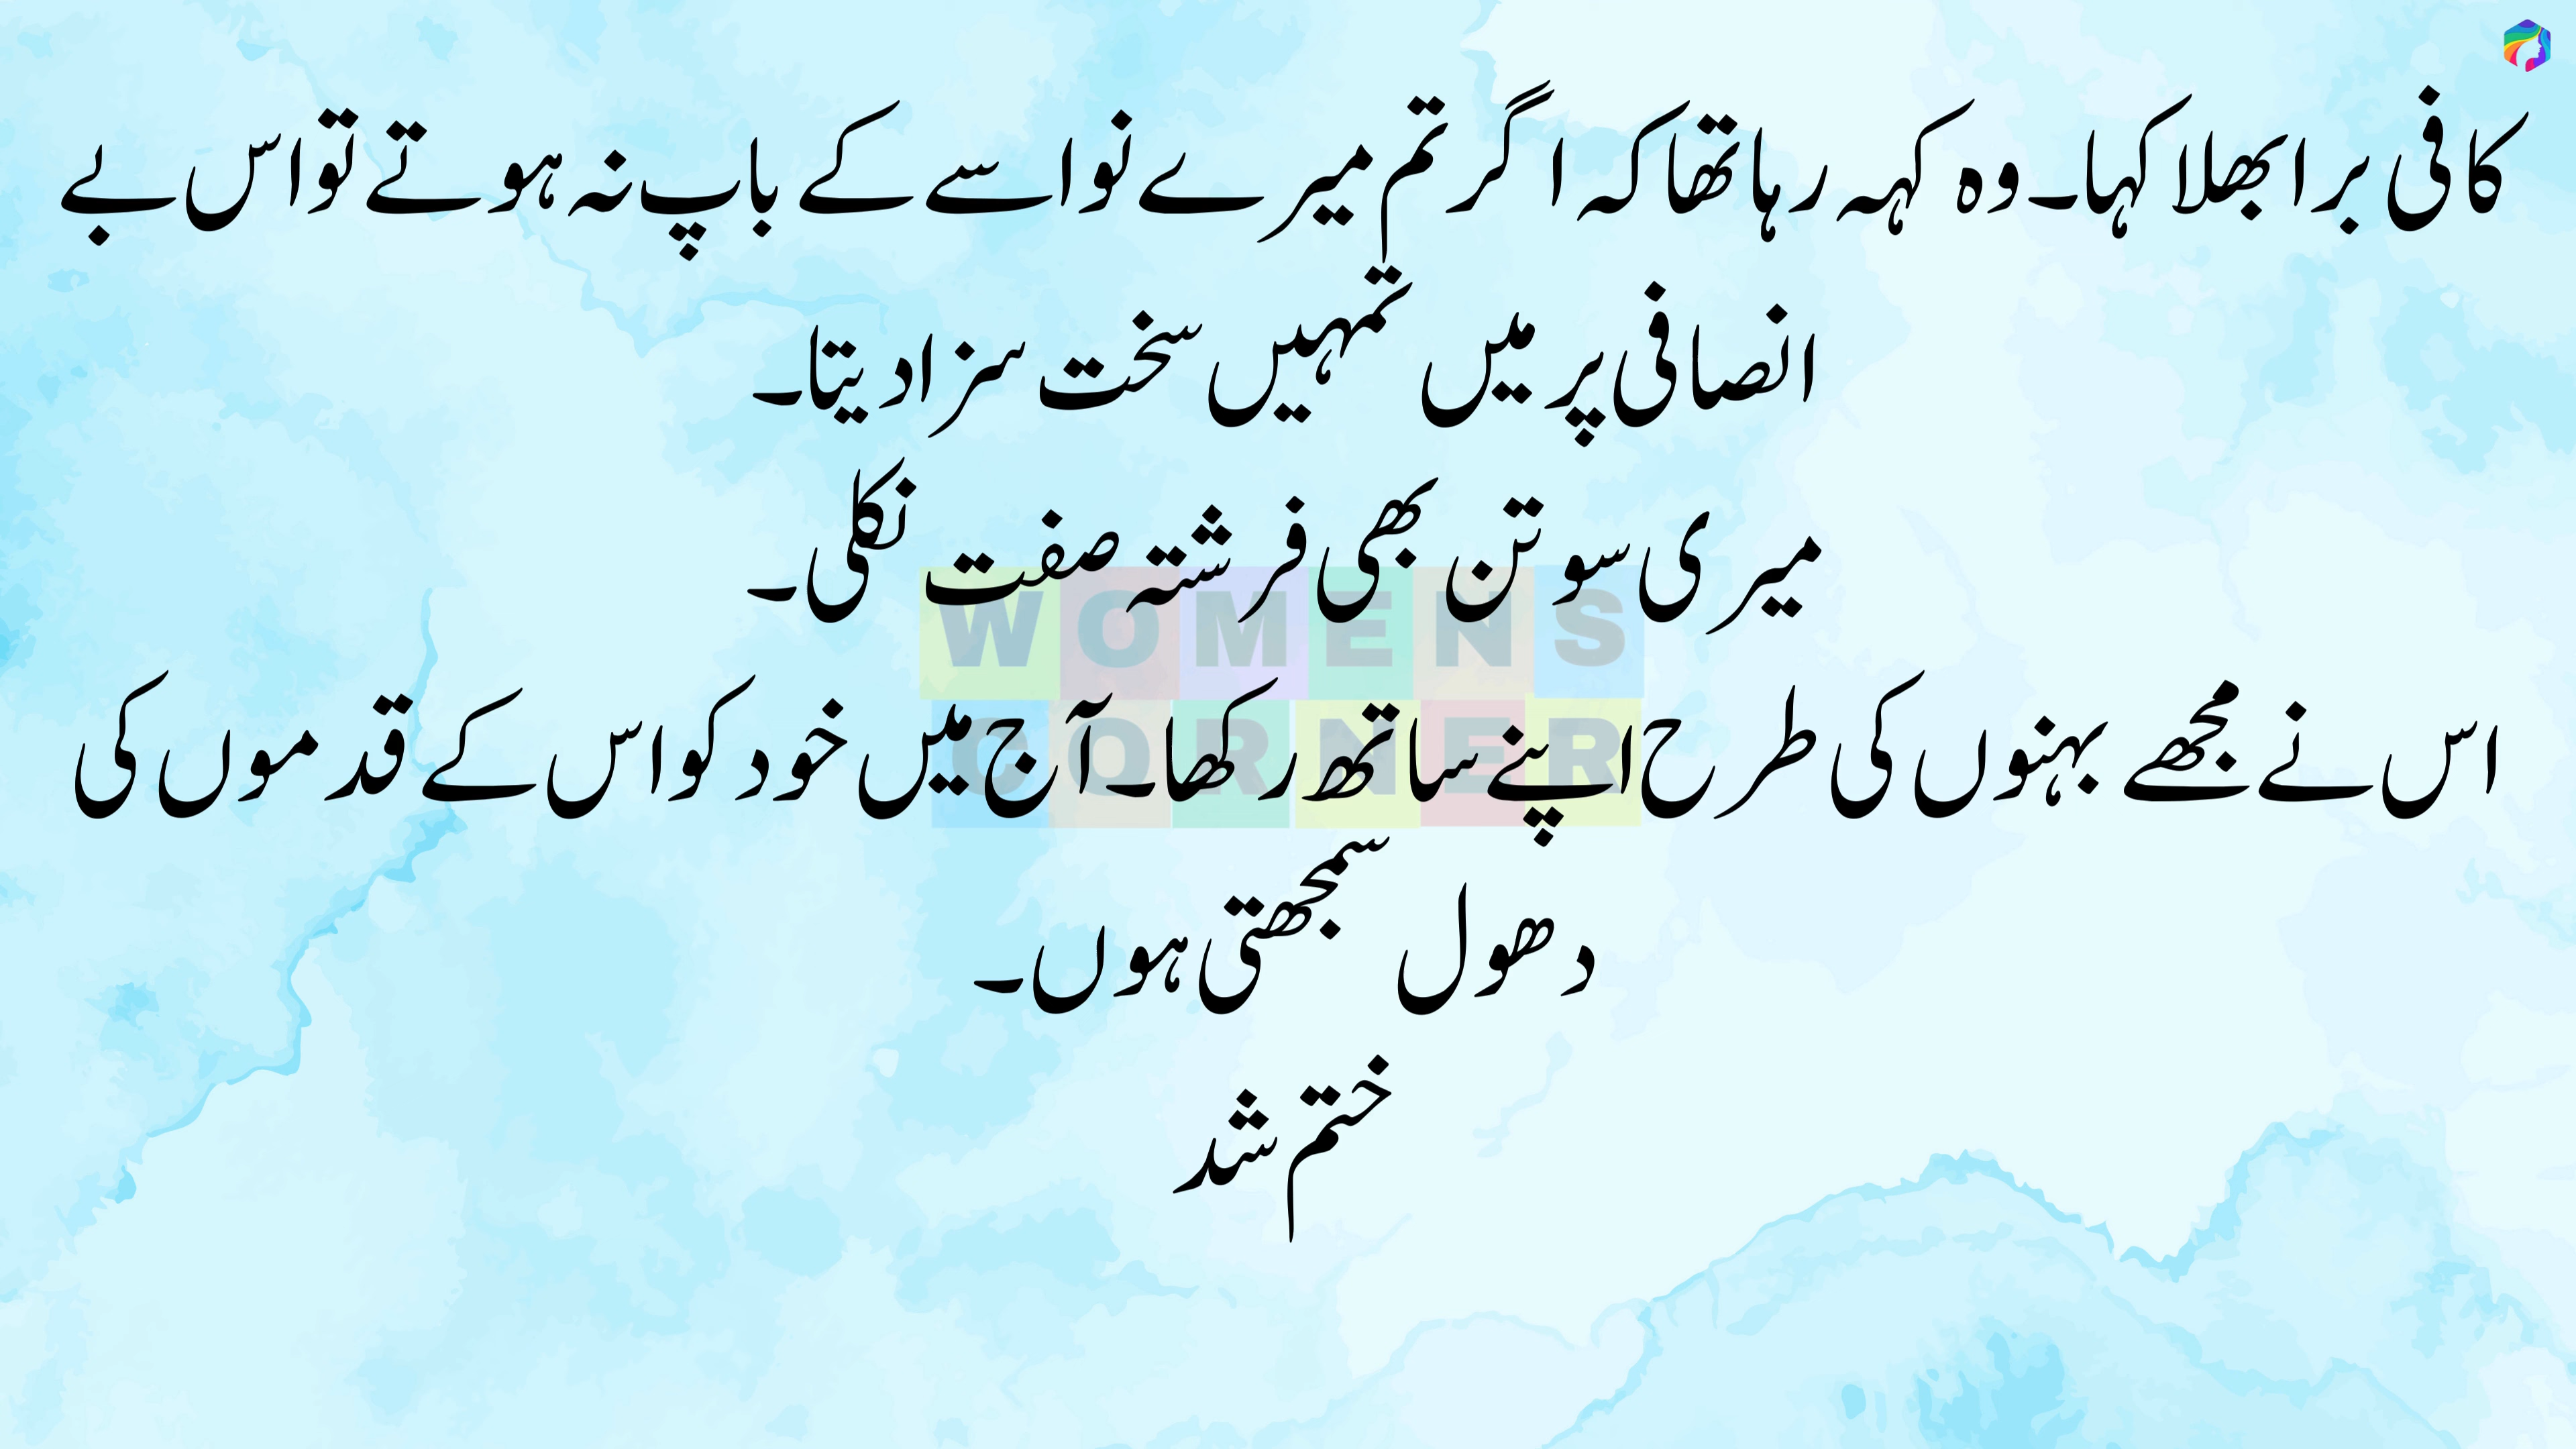 کافی برا بھلا کہا۔ وہ کہہ رہا تھا کہ اگر تم میرے نواسے کے باپ نہ ہوتے تو اس بے
انصافی پر میں تمہیں سخت سزا دیتا۔
میری سوتن بھی فرشتہ صفت نکلی۔
WOMENS
اس نے مجھے بہنوں کی طرح اپنے ساتھ رکھا۔ آج میں خود کو اس کے قدموں کی
CORNER
دھول سمجھتی ہوں۔
ختم شد